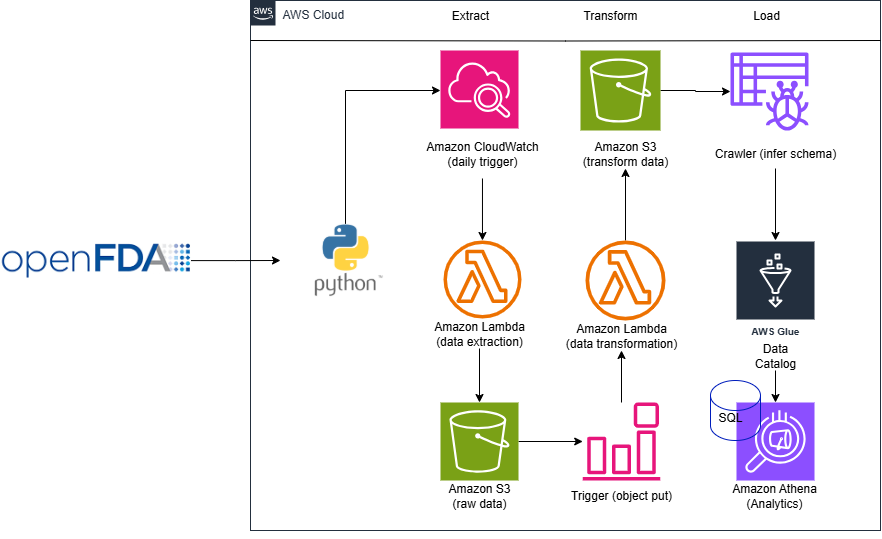 aws
AWS Cloud
Extract
Transform
Load
Amazon CloudWatch
(daily trigger)
Amazon S3
(transform data)
Crawler (infer schema)
openFDA
python™
Amazon Lambda
(data extraction)
Amazon Lambda
(data transformation)
AWS Glue
Data
Catalog
SQL
Amazon S3
(raw data)
Trigger (object put)
Amazon Athena
(Analytics)